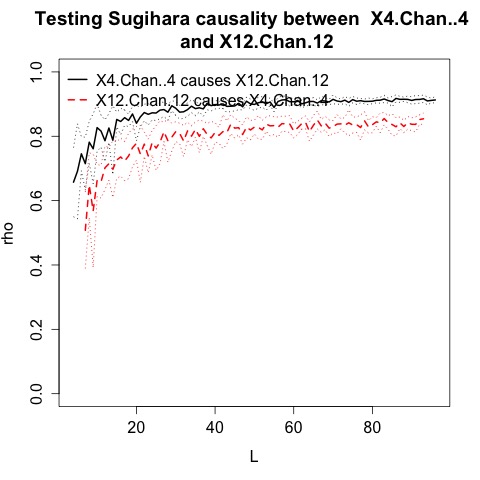 Testing Sugihara causality between  X4.Chan..4
and X12.Chan.12
X4.Chan..4 causes X12.Chan.12
X12.Chan.12 causes X4.Chan..4
rho
1.0
0.8
0.6
0.4
0.2
0.0
20 40 60 80
L